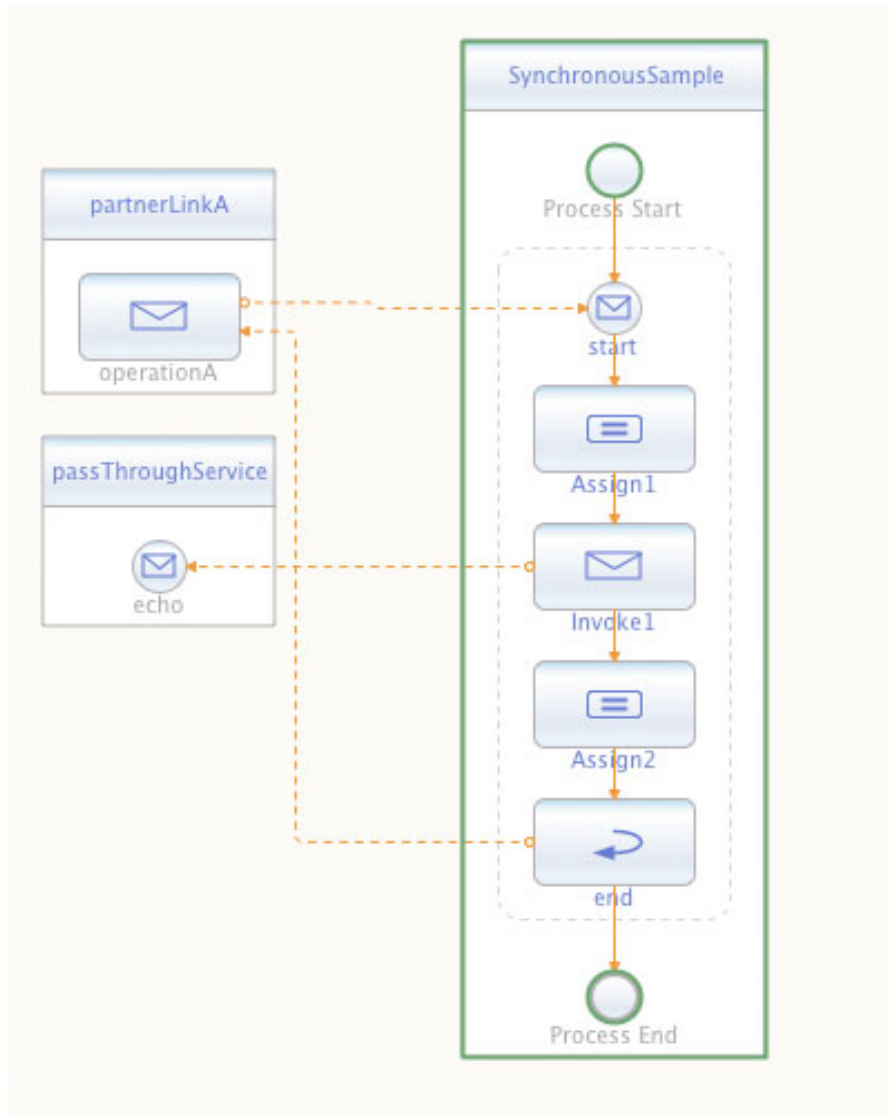 SynchronousSample
Process Start
partnerLinkA
operationA
start
Assign1
passThroughService
echo
Invoke1
Assign2
end
Process End